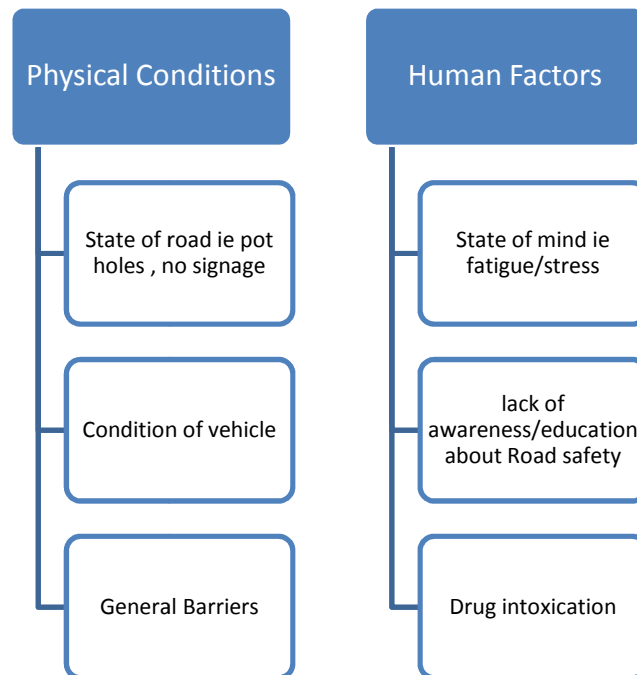 Physical Conditions
State of road ie pot
holes , no signage
Condition of vehicle
General Barriers
Human Factors
State of mind ie
fatigue/stress
lack of
awareness/education
about Road safety
Drug intoxication